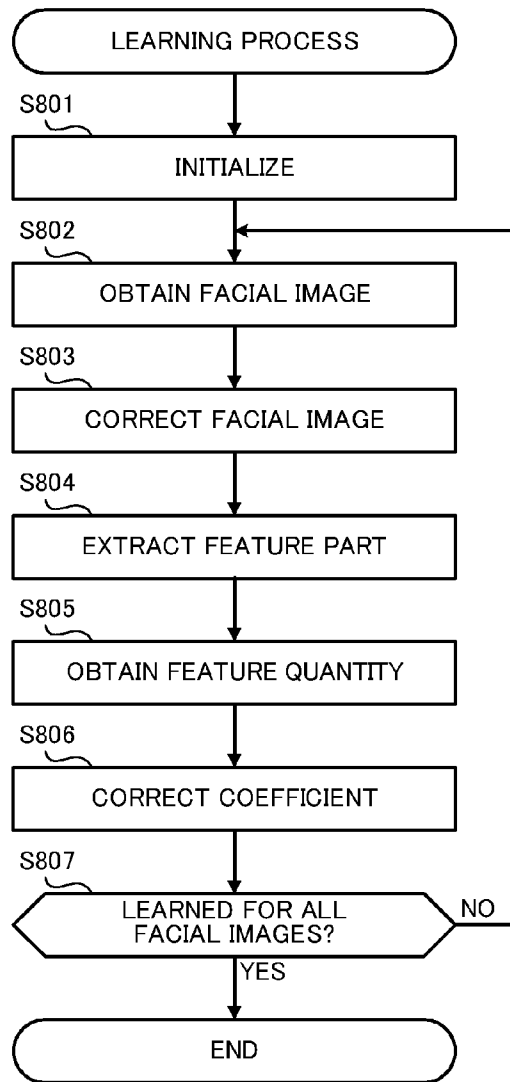 LEARNING PROCESS
S801
INITIALIZE
S802
OBTAIN FACIAL IMAGE
S803
CORRECT FACIAL IMAGE
S804
EXTRACT FEATURE PART
S805
OBTAIN FEATURE QUANTITY
S806
CORRECT COEFFICIENT
S807
LEARNED FOR ALL
FACIAL IMAGES?
NO
YES
END